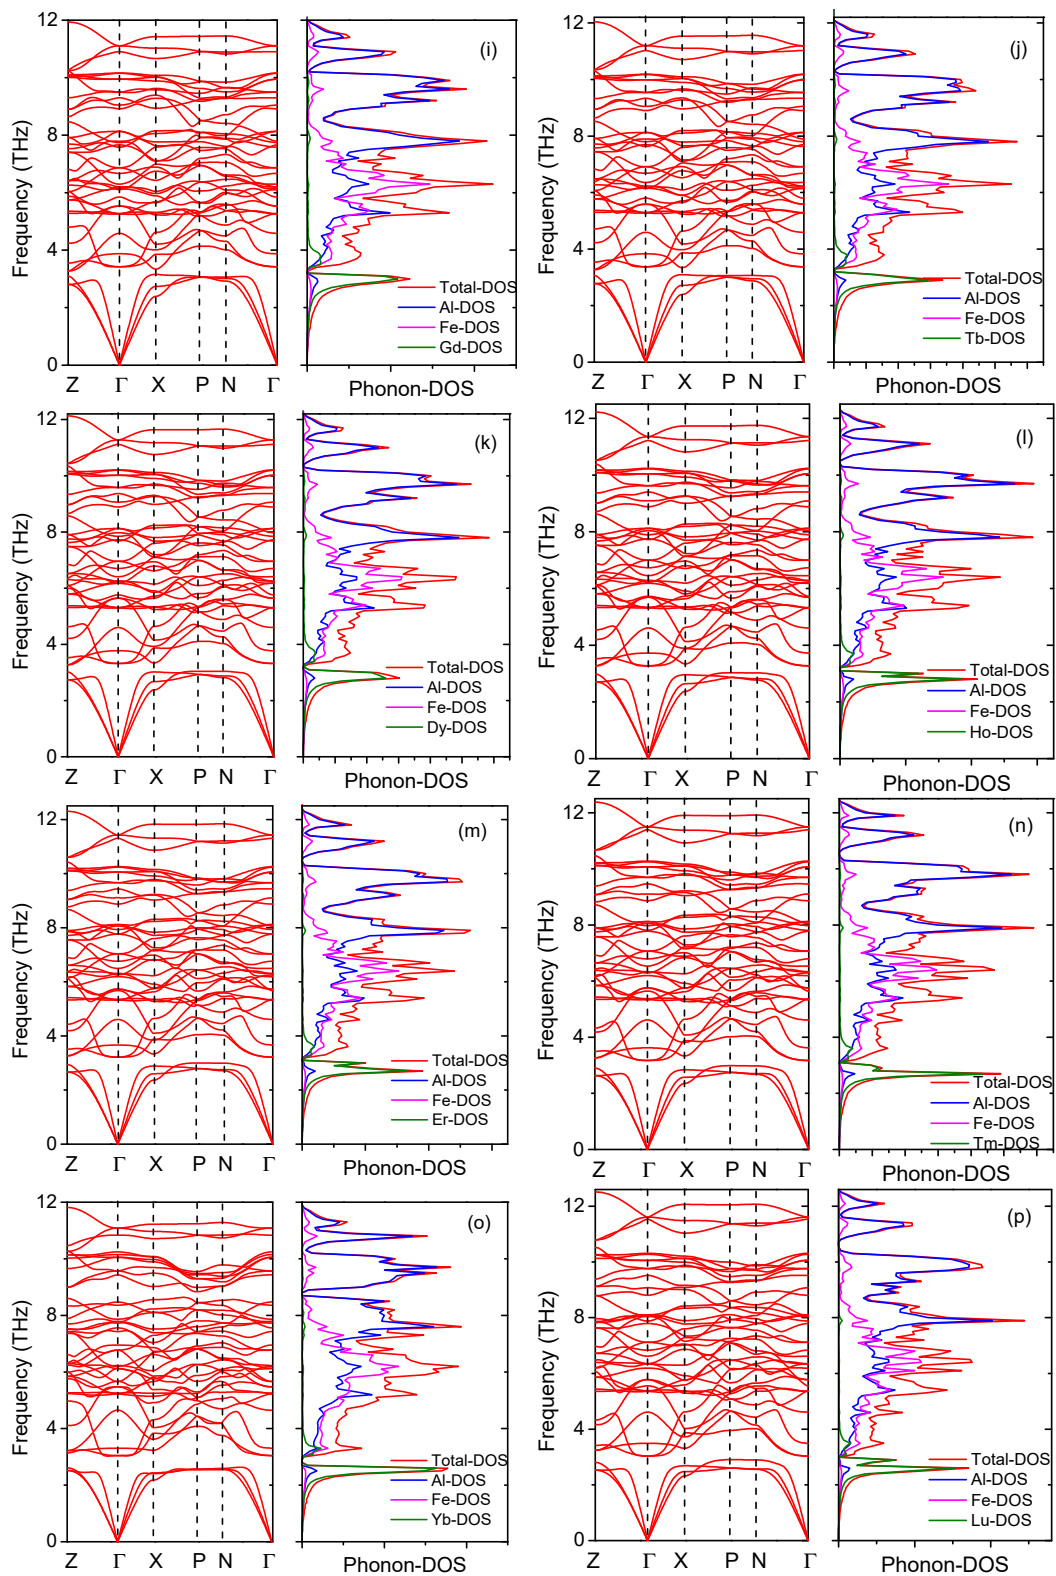 12
8
4
0
Frequency (THz)
Z Γ X P N Γ
(i)
Total-DOS
Al-DOS
Fe-DOS
Gd-DOS
Phonon-DOS
12
8
4
0
Frequency (THz)
Z Γ X P N Γ
(j)
Total-DOS
Al-DOS
Fe-DOS
Tb-DOS
Phonon-DOS
12
8
4
0
Frequency (THz)
Z Γ X P N Γ
(k)
Total-DOS
Al-DOS
Fe-DOS
Dy-DOS
Phonon-DOS
12
8
4
0
Frequency (THz)
Z Γ X P N Γ
(l)
Total-DOS
Al-DOS
Fe-DOS
Ho-DOS
Phonon-DOS
12
8
4
0
Frequency (THz)
Z Γ X P N Γ
(m)
Total-DOS
Al-DOS
Fe-DOS
Er-DOS
Phonon-DOS
12
8
4
0
Frequency (THz)
Z Γ X P N Γ
(n)
Total-DOS
Al-DOS
Fe-DOS
Tm-DOS
Phonon-DOS
12
8
4
0
Frequency (THz)
Z Γ X P N Γ
(o)
Total-DOS
Al-DOS
Fe-DOS
Yb-DOS
Phonon-DOS
12
8
4
0
Frequency (THz)
Z Γ X P N Γ
(p)
Total-DOS
Al-DOS
Fe-DOS
Lu-DOS
Phonon-DOS